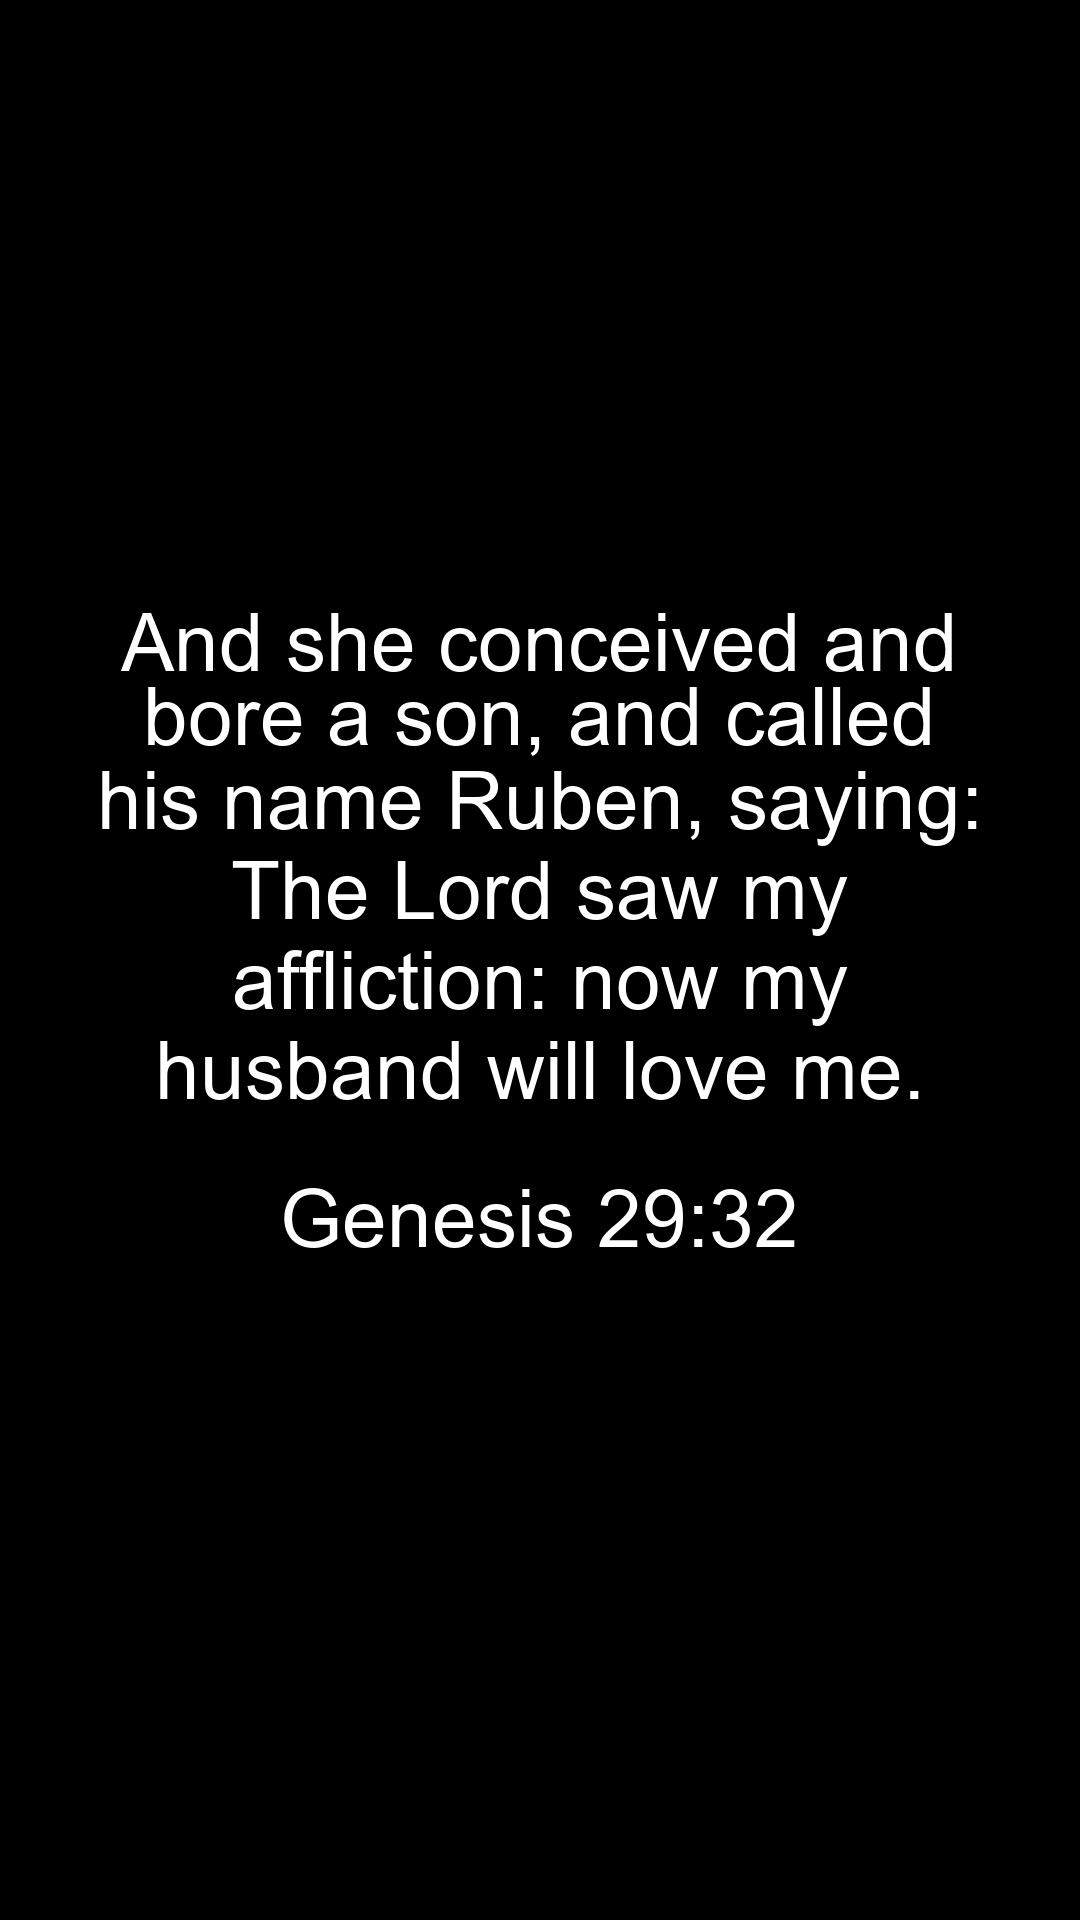 And she conceived and
bore a son, and called
his name Ruben, saying:
The Lord saw my
affliction: now my
husband will love me.
Genesis 29:32